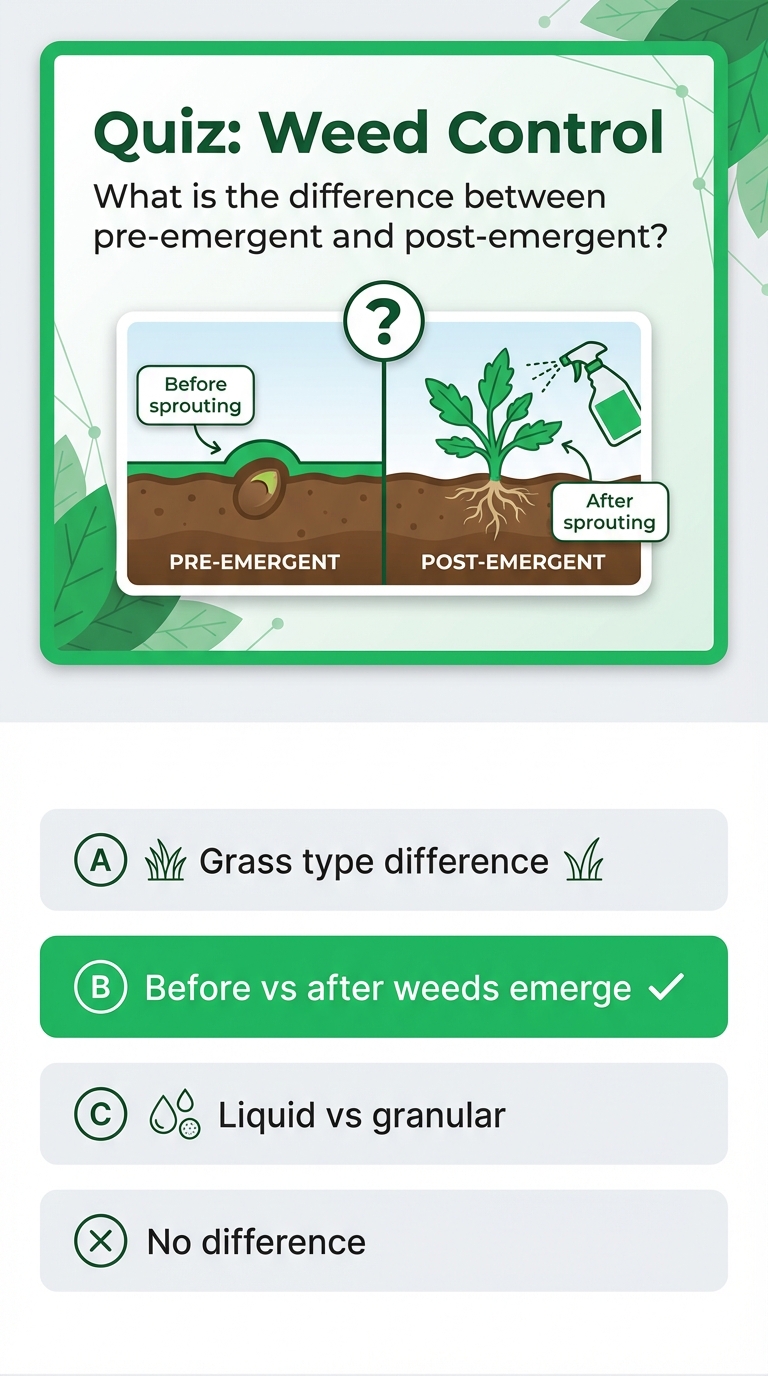 Quiz: Weed Control
What is the difference between
pre-emergent and post-emergent?
?
Before
sprouting
After
sprouting
PRE-EMERGENT
POST-EMERGENT
A Grass type difference
B Before vs after weeds emerge
C Liquid vs granular
No difference